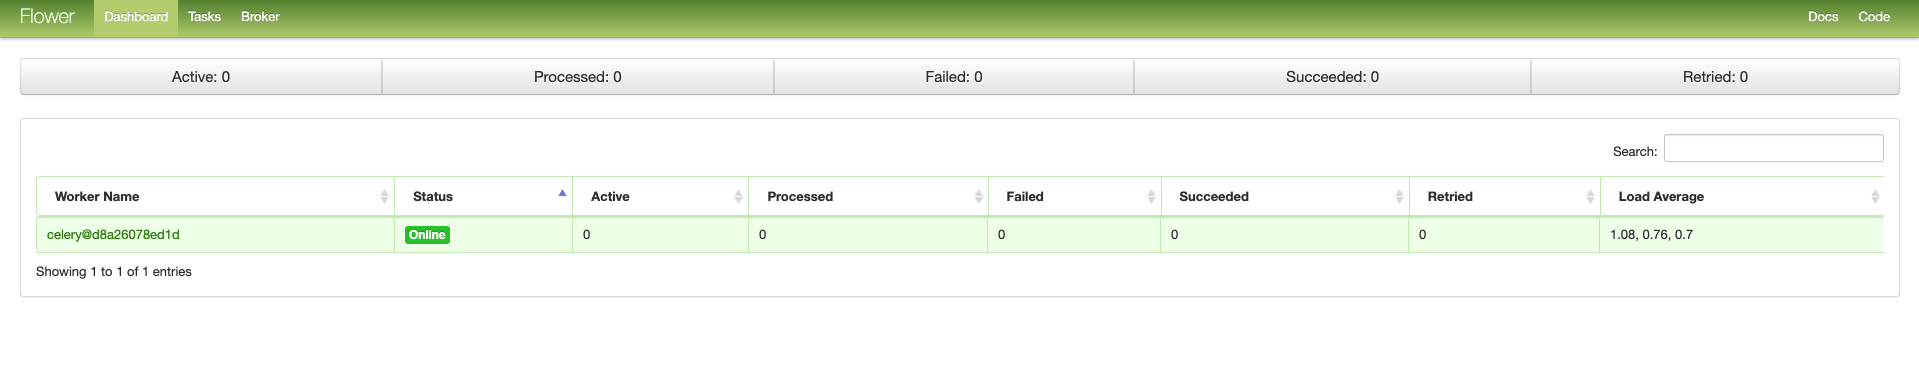 Flower Dashboard Tasks Broker Docs Code
Active: 0 Processed: 0 Failed: 0 Succeeded: 0 Retried: 0
Search:
Worker Name Status Active Processed Failed Succeeded Retried Load Average
celery@d8a26078ed1d Online 0 0 0 0 0 1.08, 0.76, 0.7
Showing 1 to 1 of 1 entries